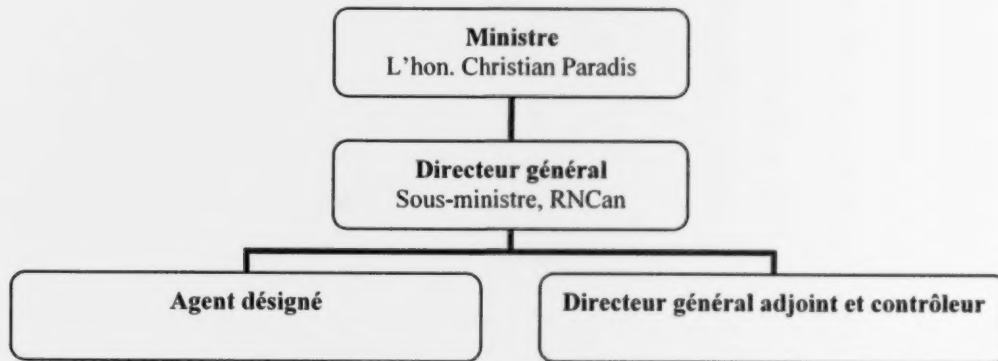 Ministre
L'hon. Christian Paradis
Directeur général
Sous-ministre, RNCan
Agent désigné
Directeur général adjoint et contrôleur